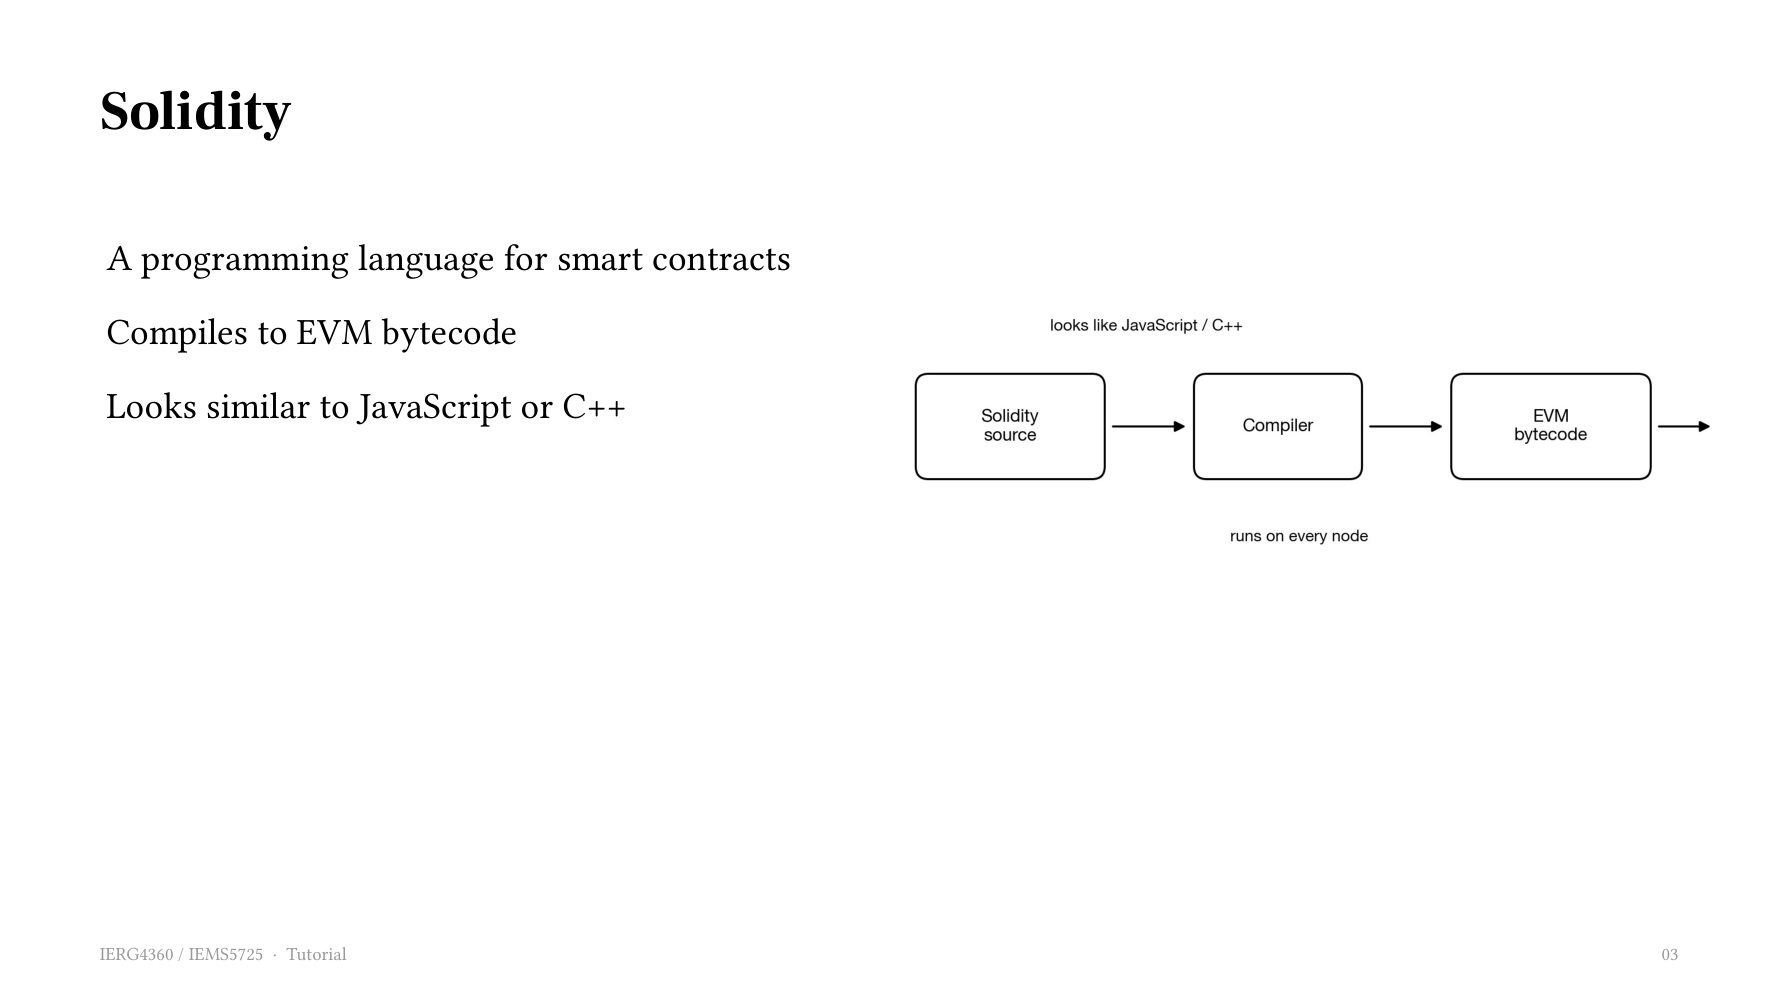 Solidity
A programming language for smart contracts
Compiles to EVM bytecode
Looks similar to JavaScript or C++
looks like JavaScript / C++
Solidity
source
Compiler
EVM
bytecode
runs on every node
IERG4360 / IEMS5725 · Tutorial
03